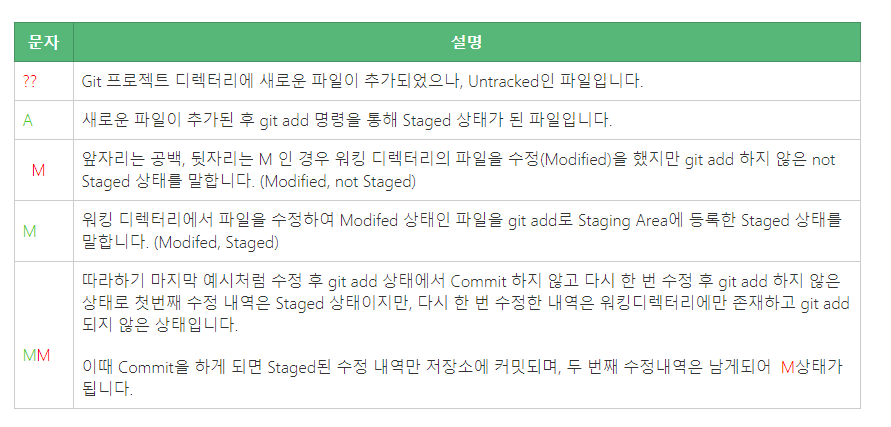 문자 설명
?? Git 프로젝트 디렉터리에 새로운 파일이 추가되었으나, Untracked인 파일입니다.
A 새로운 파일이 추가된 후 git add 명령을 통해 Staged 상태가 된 파일입니다.
M 앞자리는 공백, 뒷자리는 M 인 경우 워킹 디렉터리의 파일을 수정(Modified)을 했지만 git add 하지 않은 not
Staged 상태를 말합니다. (Modified, not Staged)
M 워킹 디렉터리에서 파일을 수정하여 Modifed 상태인 파일을 git add로 Staging Area에 등록한 Staged 상태를
말합니다. (Modifed, Staged)
MM 따라하기 마지막 예시처럼 수정 후 git add 상태에서 Commit 하지 않고 다시 한 번 수정 후 git add 하지 않은
상태로 첫번째 수정 내역은 Staged 상태이지만, 다시 한 번 수정한 내역은 워킹디렉터리에만 존재하고 git add
되지 않은 상태입니다.
이때 Commit을 하게 되면 Staged된 수정 내역만 저장소에 커밋되며, 두 번째 수정내역은 남게되어 M상태가
됩니다.